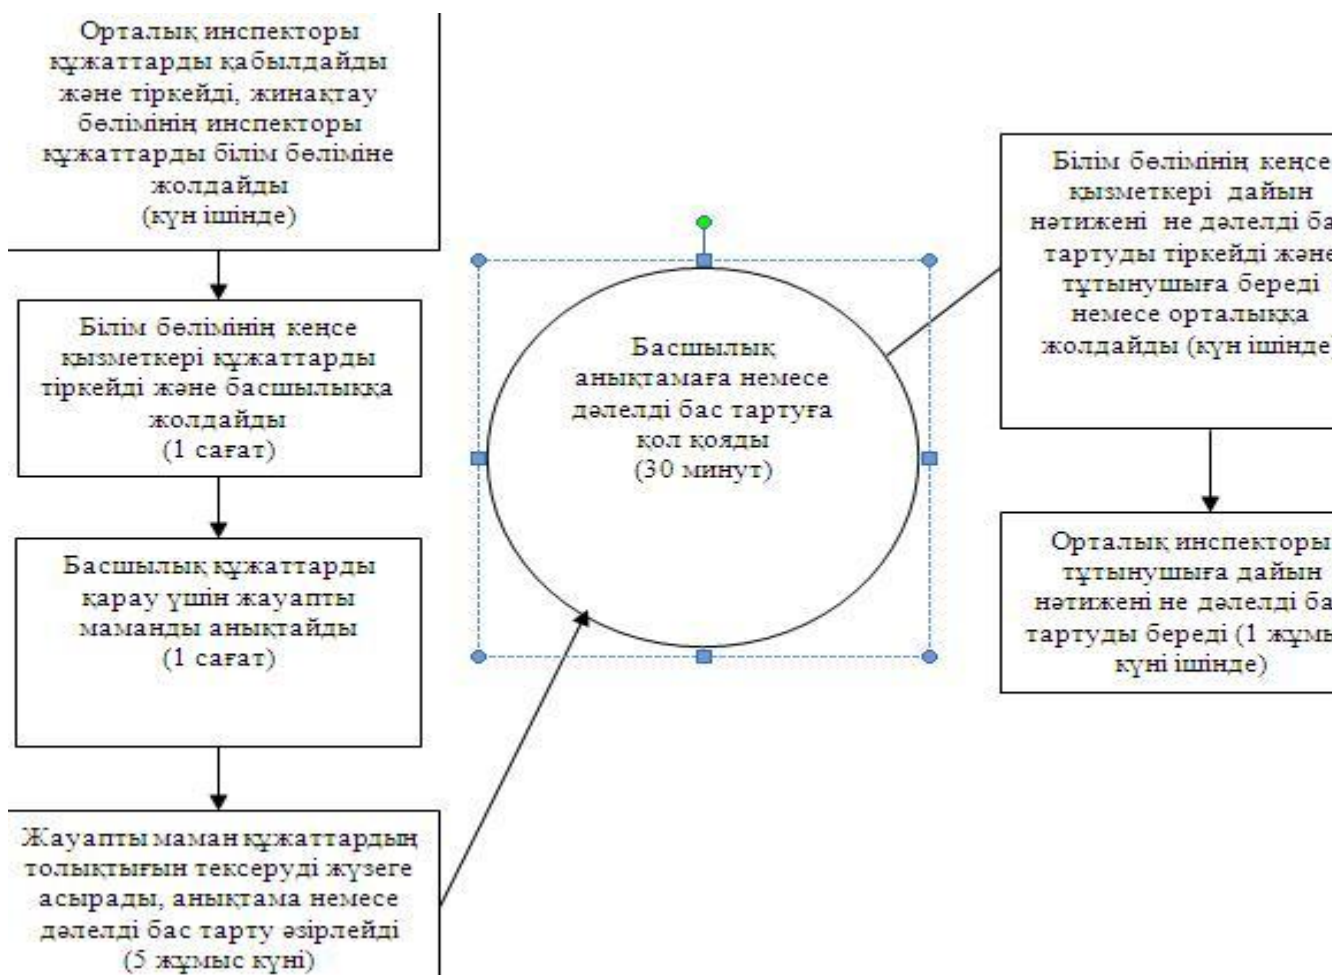 Орталық инспекторы
құжаттарды қабылдайды
және тіркейді, жинақтау
бөлімінің инспекторы
құжаттарды білім бөліміне
жолдайды
(күн ішінде)
Білім бөлімінің кеңсе
қызметкері құжаттарды
тіркейді және басшылыққа
жолдайды
(1 сағат)
Басшылық құжаттарды
қарау үшін жауапты
маманды анықтайды
(1 сағат)
Жауапты маман құжаттардың
толықтығын тексеруді жүзеге
асырады, анықтама немесе
дәлелді бас тарту әзірлейді
(5 жұмыс күні)
Басшылық
анықтамаға немесе
дәлелді бас тартуға
қол қояды
(30 минут)
Білім бөлімінің кеңсе
қызметкері дайын
нәтижені не дәлелді
тартуды тіркейді және
тұтынушыға береді
немесе орталыққа
жолдайды (күн ішінде
Орталық инспекторы
тұтынушыға дайын
нәтижені не дәлелді
тартуды береді (1
күні ішінде)